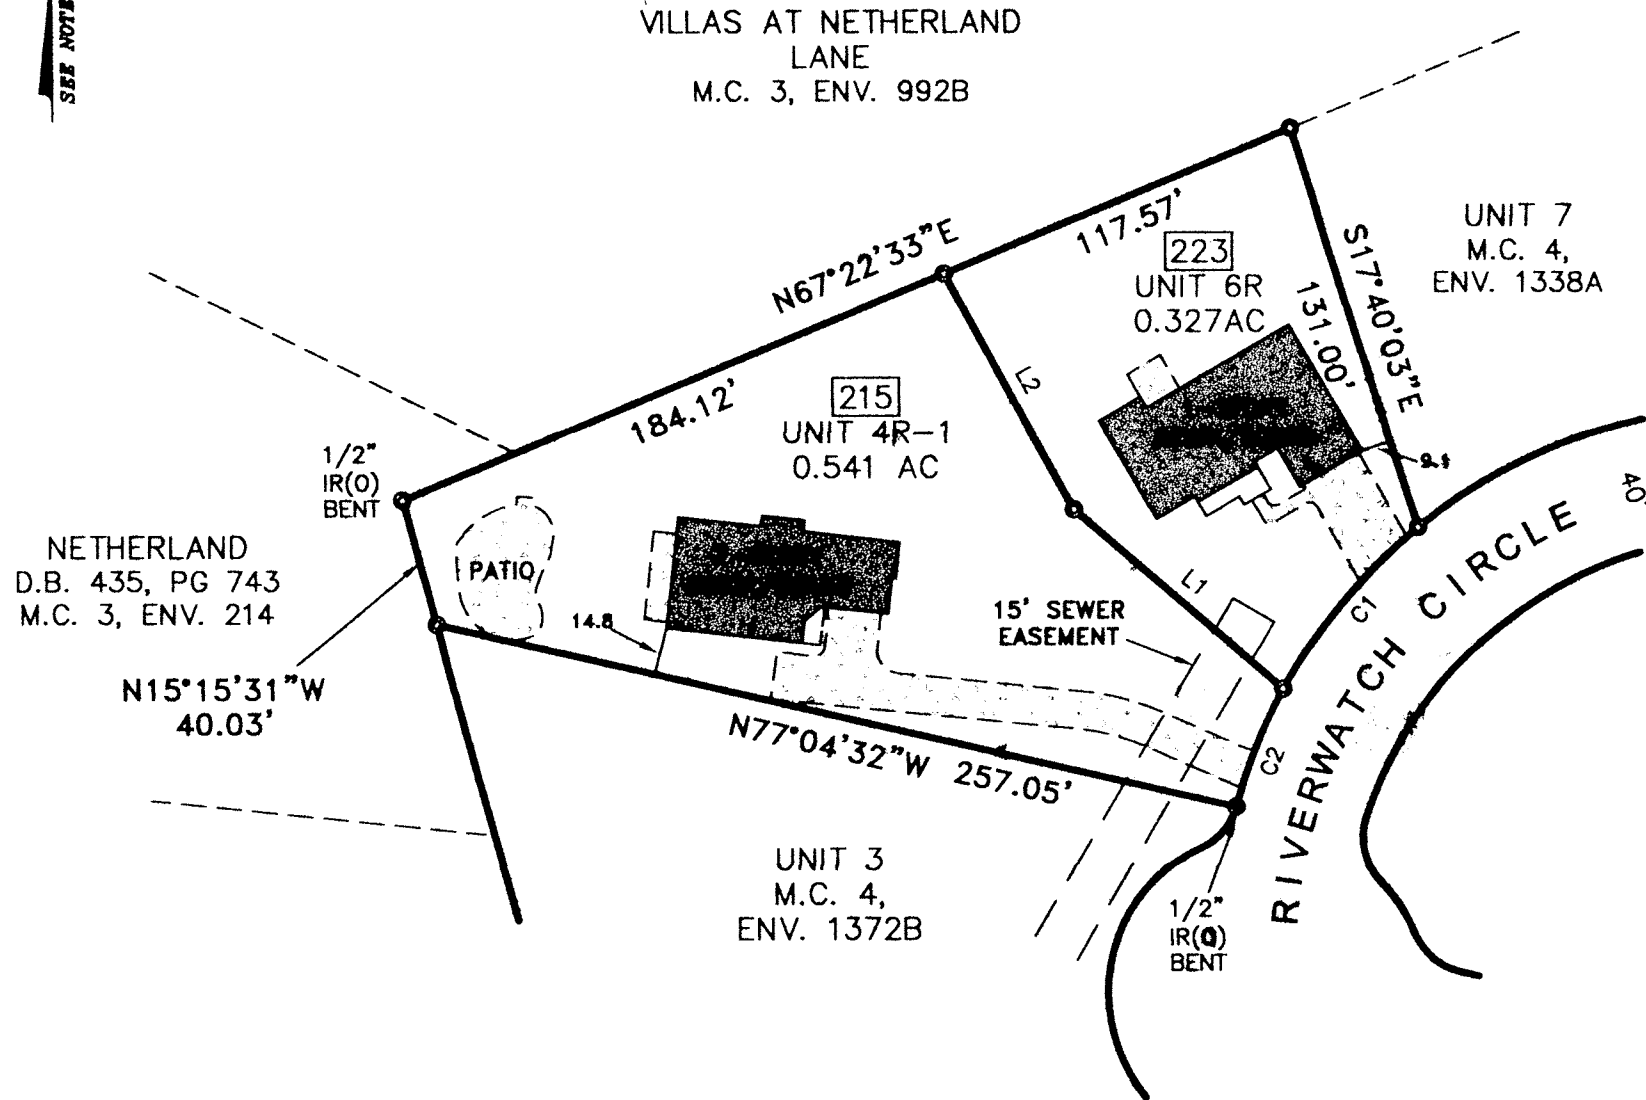 SEE NOTE
VILLAS AT NETHERLAND
LANE
M.C. 3, ENV. 992B
N67°22'33"E
117.57'
184.12'
223
UNIT 6R
0.327AC
S17°40'03"E
131.00'
UNIT 7
M.C. 4,
ENV. 1338A
L2
215
UNIT 4R-1
0.541 AC
1/2"
IR(O)
BENT
NETHERLAND
D.B. 435, PG 743
M.C. 3, ENV. 214
N15°15'31"W
40.03'
PATIO
14.8
15' SEWER
EASEMENT
L1
C1
C2
40'
RIVERWATCH CIRCLE
N77°04'32"W 257.05'
UNIT 3
M.C. 4,
ENV. 1372B
1/2"
IR(O)
BENT